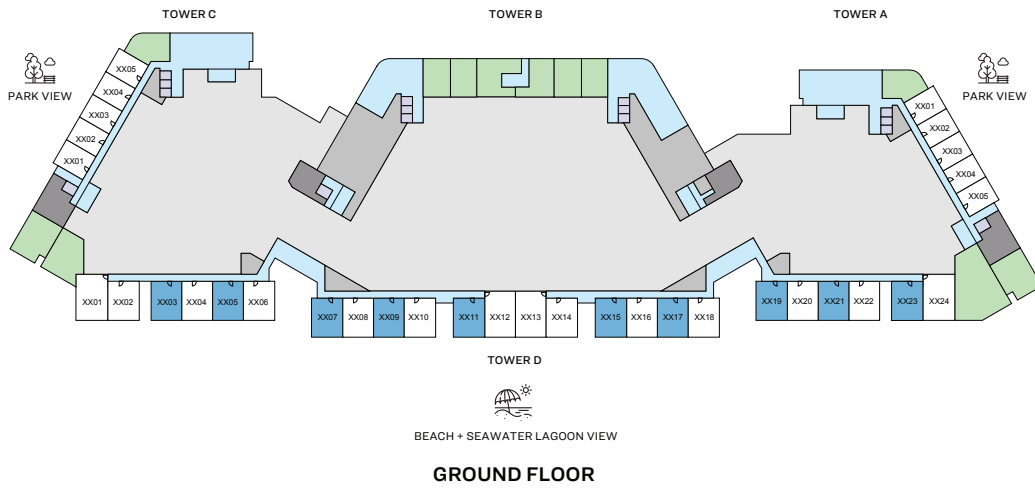 TOWER C
TOWER B
TOWER A
PARK VIEW
PARK VIEW
XX05
XX04
XX03
XX02
XX01
XX01
XX02
XX03
XX04
XX05
XX01
XX02
XX03
XX04
XX05
XX06
XX07
XX08
XX09
XX10
XX11
XX12
XX13
XX14
XX15
XX16
XX17
XX18
XX19
XX20
XX21
XX22
XX23
XX24
TOWER D
BEACH + SEAWATER LAGOON VIEW
GROUND FLOOR